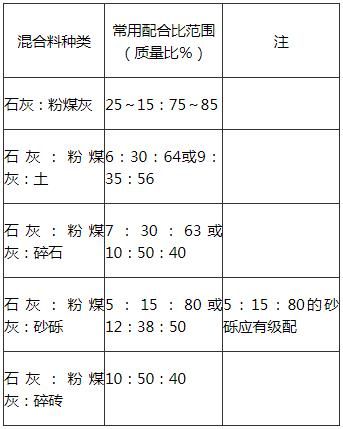 混合料种类
常用配合比范围
（质量比%）
注
石灰：粉煤灰
25～15：75～85
石灰：粉煤
灰：土
6：30：64或9：
35：56
石灰：粉煤
灰：碎石
7：30：63或
10：50：40
石灰：粉煤
灰：砂砾
5：15：80或
12：38：50
5：15：80的砂
砾应有级配
石灰：粉煤
灰：碎砖
10：50：40